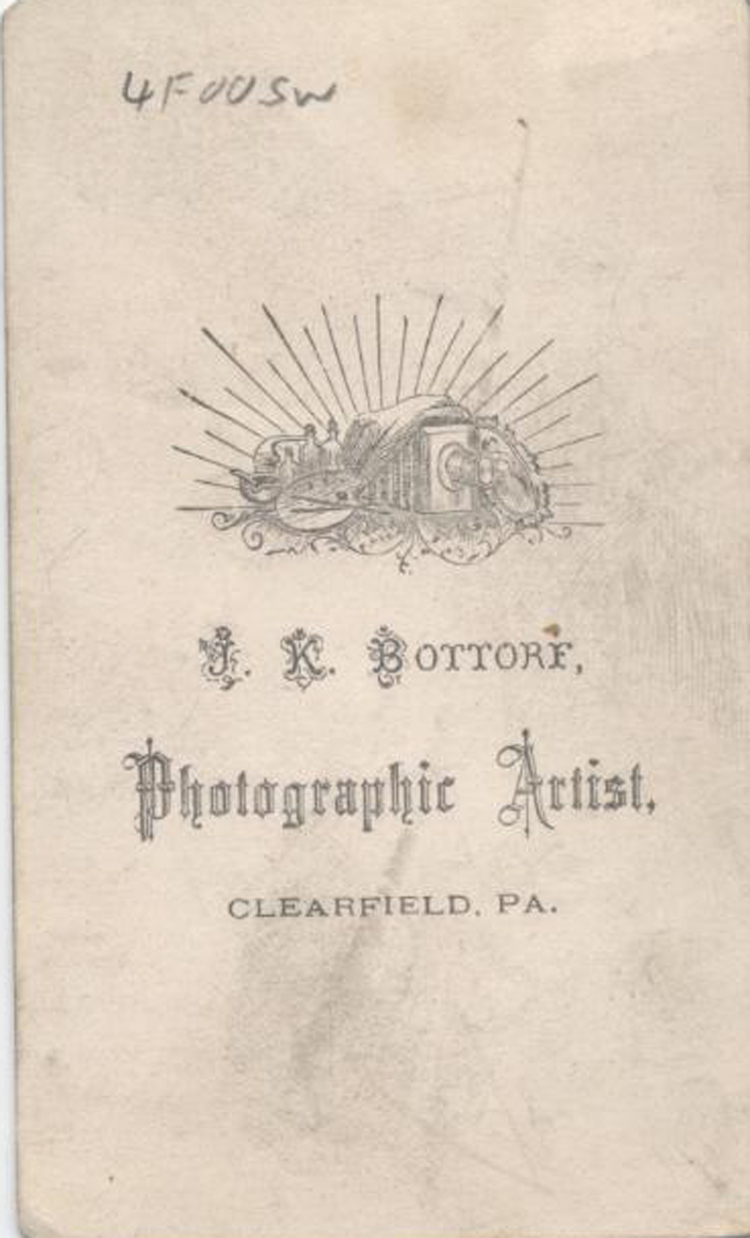 4F00SW
J. K. BOTTORF,
Photographic Artist,
CLEARFIELD, PA.